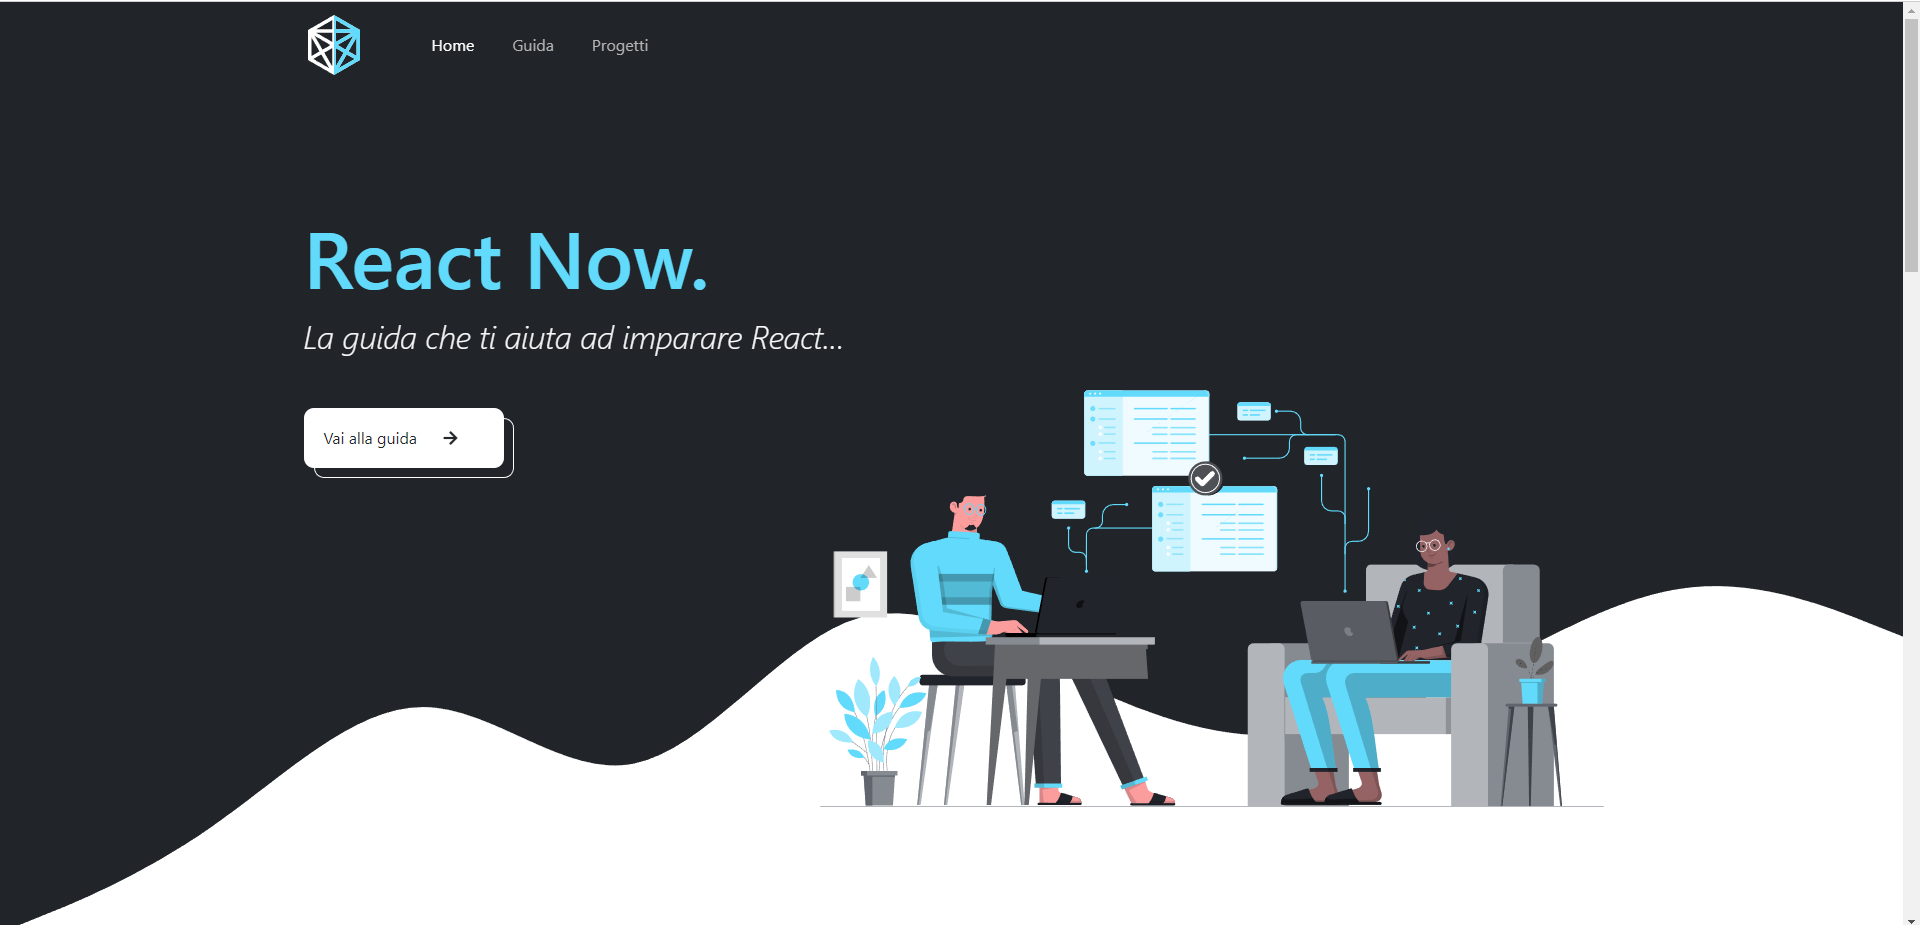 Home Guida Progetti
React Now.
La guida che ti aiuta ad imparare React...
Vai alla guida